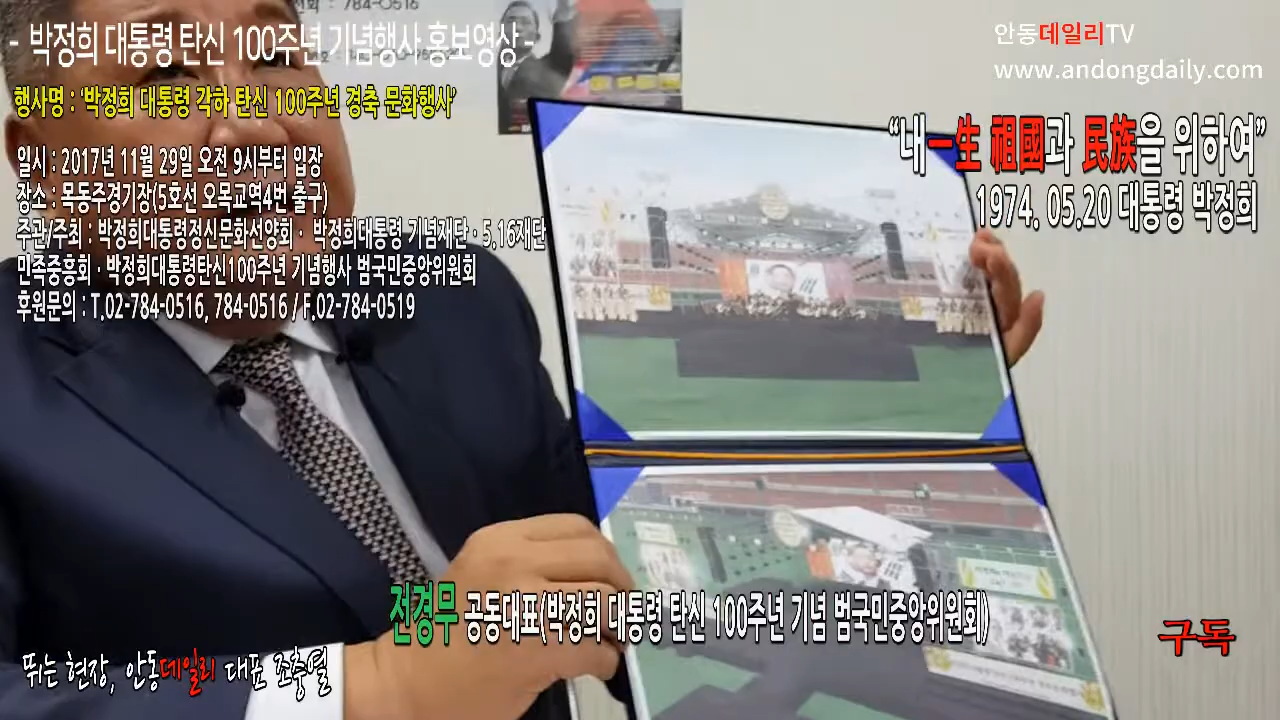 전화 : 784-0516
- 박정희 대통령 탄신 100주년 기념행사 홍보영상 -
안동데일리TV
www.andongdaily.com
행사명 : '박정희 대통령 각하 탄신 100주년 경축 문화행사'
일시 : 2017년 11월 29일 오전 9시부터 입장
장소 : 목동주경기장(5호선 오목교역4번 출구)
주관/주최 : 박정희대통령정신문화선양회 · 박정희대통령 기념재단 · 5.16재단
민족중흥회 · 박정희대통령탄신100주년 기념행사 범국민중앙위원회
후원문의 : T.02-784-0516, 784-0516 / F.02-784-0519
“내一生 祖國과 民族을 위하여”
1974. 05.20 대통령 박정희
전경무 공동대표(박정희 대통령 탄신 100주년 기념 범국민중앙위원회)
구독
뛰는 현장, 안동데일리 대표 조충열